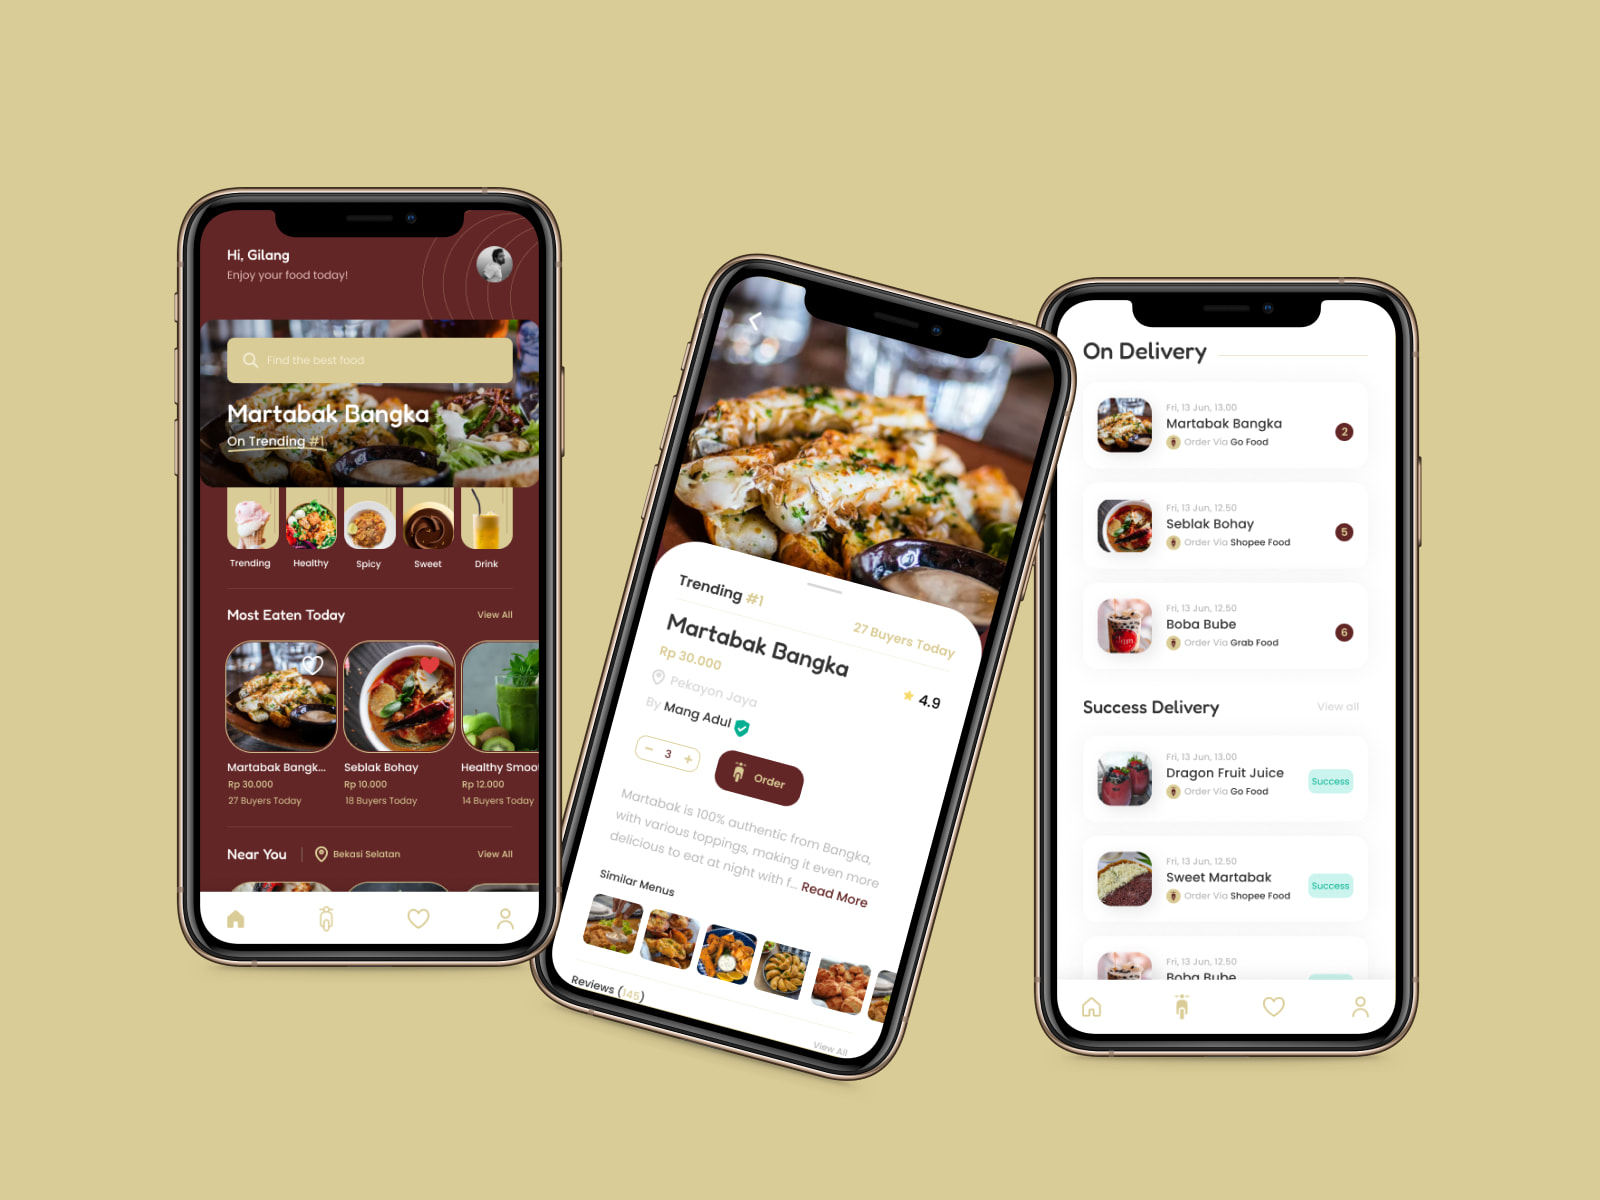 Hi, Gilang
Enjoy your food today!
Find the best food
Martabak Bangka
On Trending #1
Trending
Healthy
Spicy
Sweet
Drink
Most Eaten Today
View All
Martabak Bangk...
Seblak Bohay
Healthy Smoo
Rp 30.000
Rp 10.000
Rp 12.000
27 Buyers Today
18 Buyers Today
14 Buyers Today
Near You
Bekasi Selatan
View All
Trending #1
27 Buyers Today
Martabak Bangka
Rp 30.000
Pekayon Jaya
4.9
By Mang Adul
− 3 +
Order
Martabak is 100% authentic from Bangka,
with various toppings, making it even more
delicious to eat at night with f... Read More
Similar Menus
Reviews (145)
View All
On Delivery
Fri, 13 Jun, 13.00
Martabak Bangka
Order Via Go Food
2
Fri, 13 Jun, 12.50
Seblak Bohay
Order Via Shopee Food
5
Fri, 13 Jun, 12.50
Boba Bube
Order Via Grab Food
6
Success Delivery
View all
Fri, 13 Jun, 13.00
Dragon Fruit Juice
Order Via Go Food
Success
Fri, 13 Jun, 12.50
Sweet Martabak
Order Via Shopee Food
Success
Fri, 13 Jun, 12.50
Boba Bube